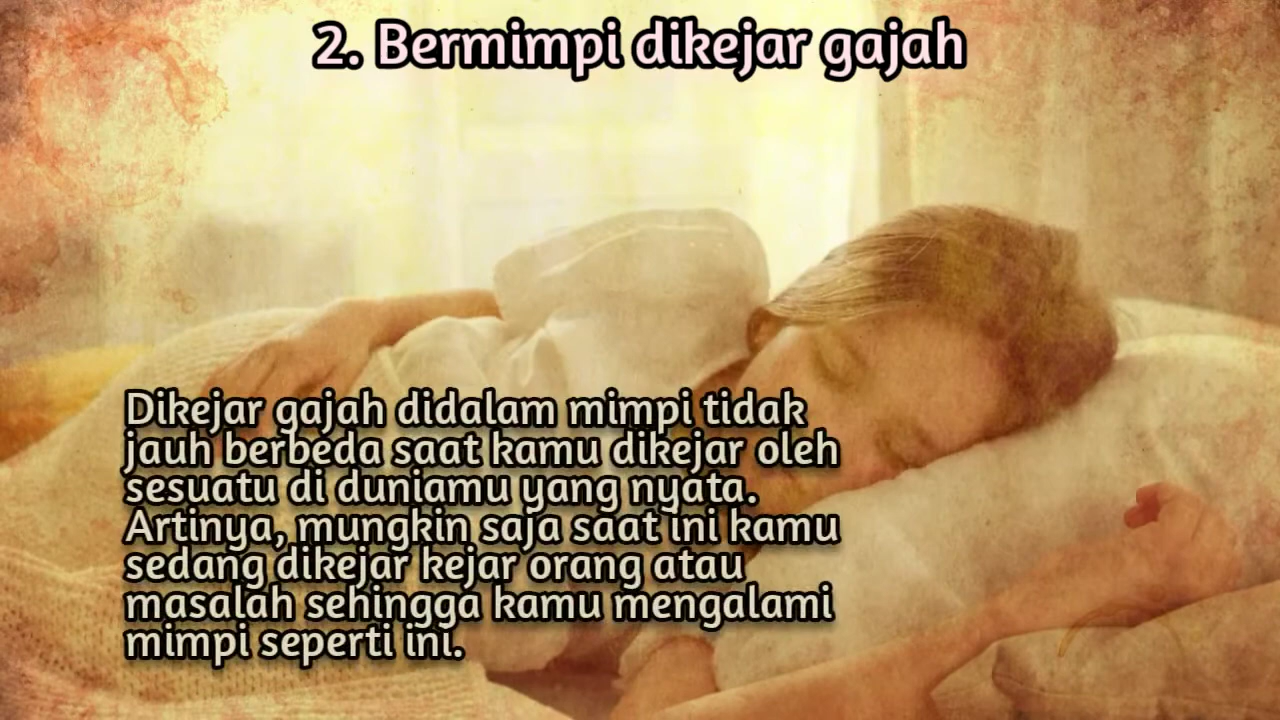 2. Bermimpi dikejar gajah
Dikejar gajah didalam mimpi tidak
jauh berbeda saat kamu dikejar oleh
sesuatu di duniamu yang nyata.
Artinya, mungkin saja saat ini kamu
sedang dikejar kejar orang atau
masalah sehingga kamu mengalami
mimpi seperti ini.